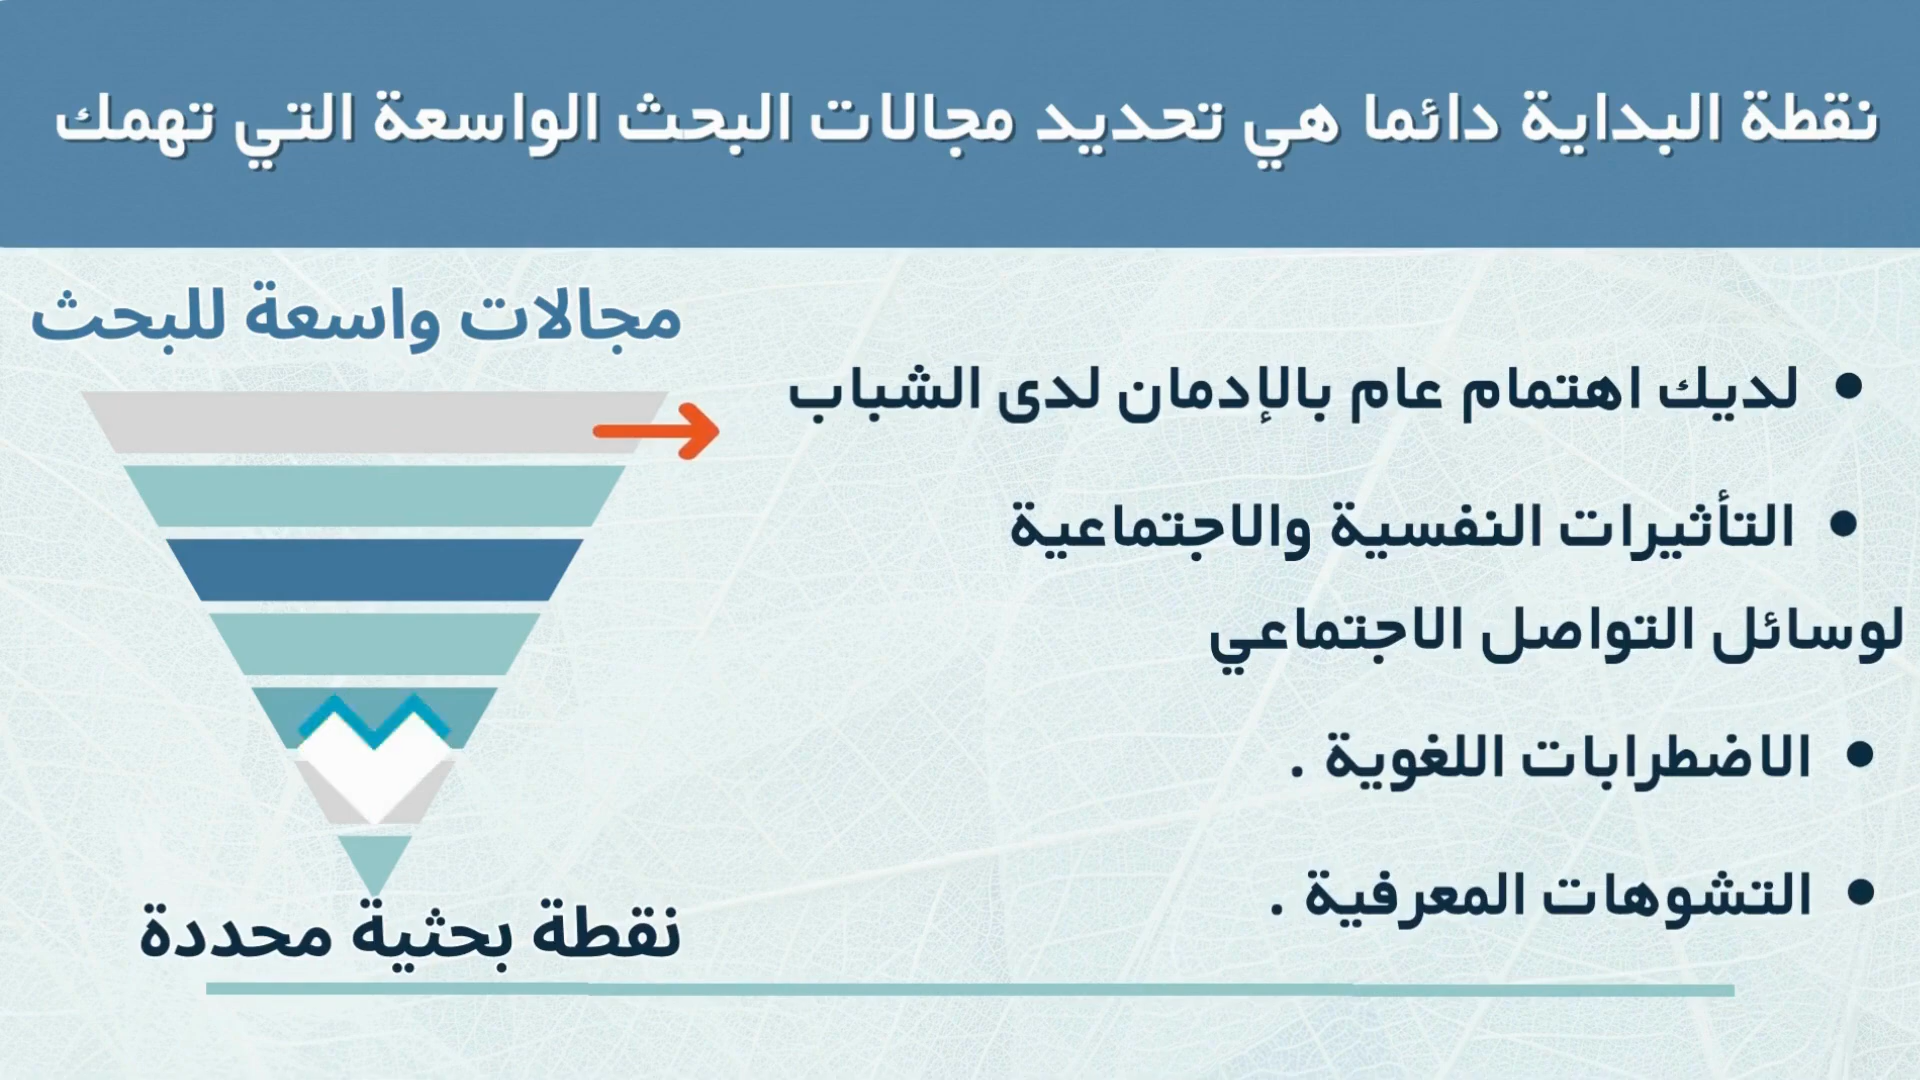 نقطة البداية دائما هي تحديد مجالات البحث الواسعة التي تهمك
مجالات واسعة للبحث
• لديك اهتمام عام بالإدمان لدى الشباب
• التأثيرات النفسية والاجتماعية
لوسائل التواصل الاجتماعي
• الاضطرابات اللغوية .
• التشوهات المعرفية .
نقطة بحثية محددة